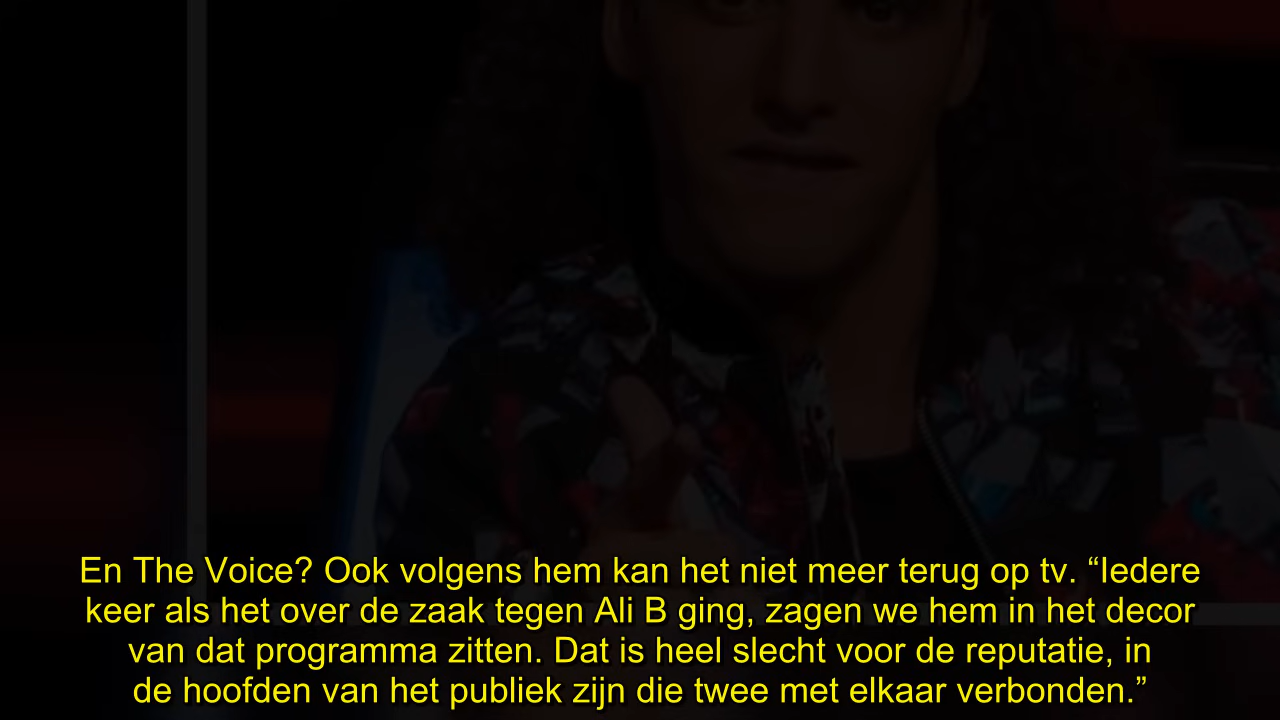 En The Voice? Ook volgens hem kan het niet meer terug op tv. “Iedere
keer als het over de zaak tegen Ali B ging, zagen we hem in het decor
van dat programma zitten. Dat is heel slecht voor de reputatie, in
de hoofden van het publiek zijn die twee met elkaar verbonden.”